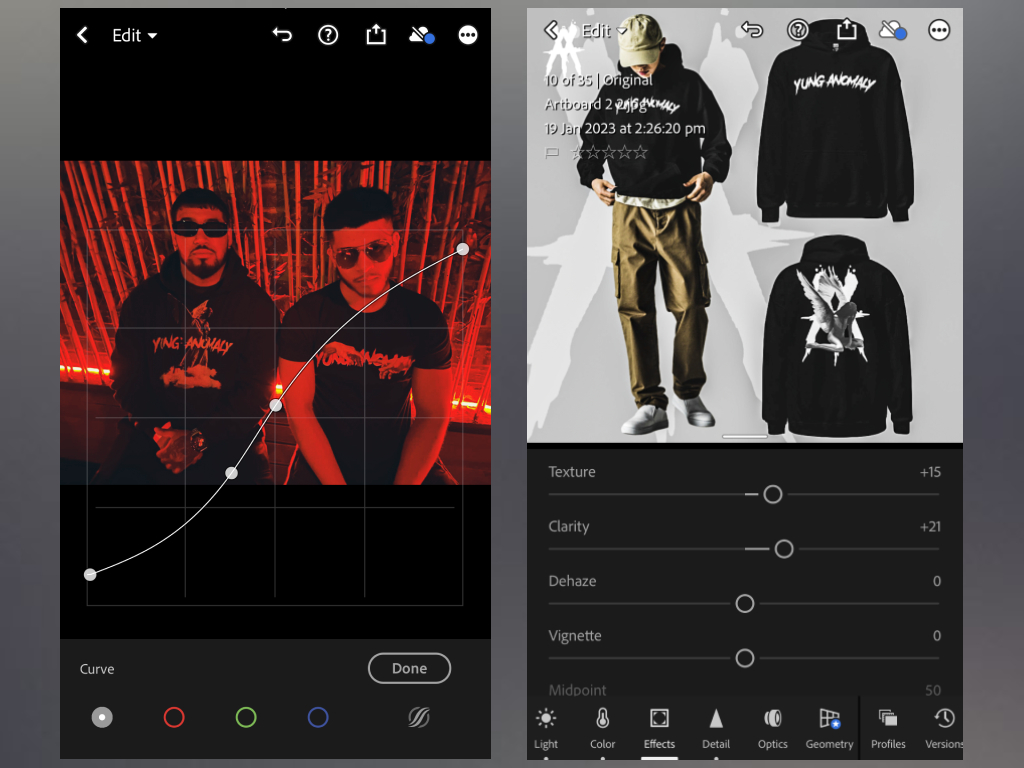 Edit
YUNG ANOMALY
YUNG ANOMALY
Curve
Done
Edit
10 of 35 | Original
Artboard 2 2.jpg
19 Jan 2023 at 2:26:20 pm
YUNG ANOMALY
YUNG ANOMALY
Texture +15
Clarity +21
Dehaze 0
Vignette 0
Midpoint 50
Light Color Effects Detail Optics Geometry Profiles Versions